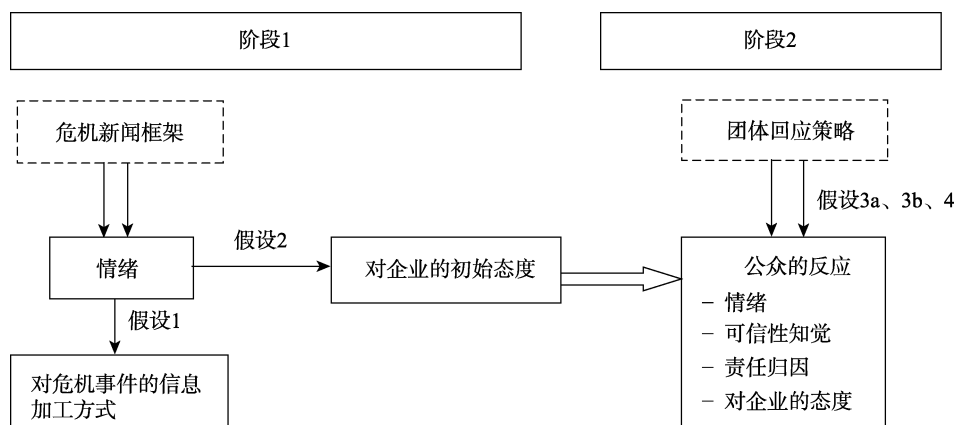 阶段1
阶段2
危机新闻框架
团体回应策略
假设3a、3b、4
情绪
假设2
对企业的初始态度
公众的反应
– 情绪
– 可信性知觉
– 责任归因
– 对企业的态度
假设1
对危机事件的信息
加工方式